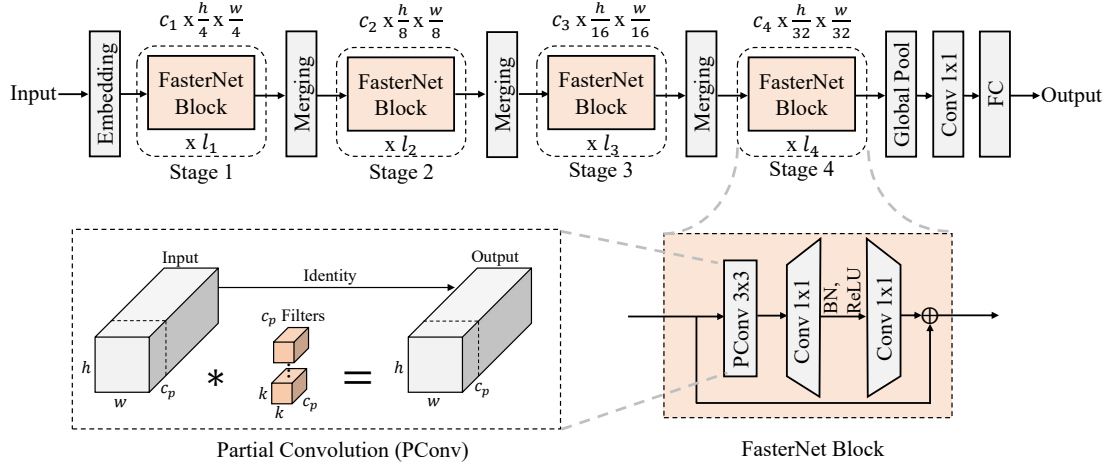 c₁ x h/4 x w/4
c₂ x h/8 x w/8
c₃ x h/16 x w/16
c₄ x h/32 x w/32
Input
Embedding
FasterNet
Block
x l₁
Stage 1
Merging
FasterNet
Block
x l₂
Stage 2
Merging
FasterNet
Block
x l₃
Stage 3
Merging
FasterNet
Block
x l₄
Stage 4
Global Pool
Conv 1x1
FC
Output
Input
Output
Identity
cₚ Filters
h
w
cₚ
*
k
k
cₚ
=
h
w
cₚ
Partial Convolution (PConv)
PConv 3x3
Conv 1x1
BN,
ReLU
Conv 1x1
FasterNet Block